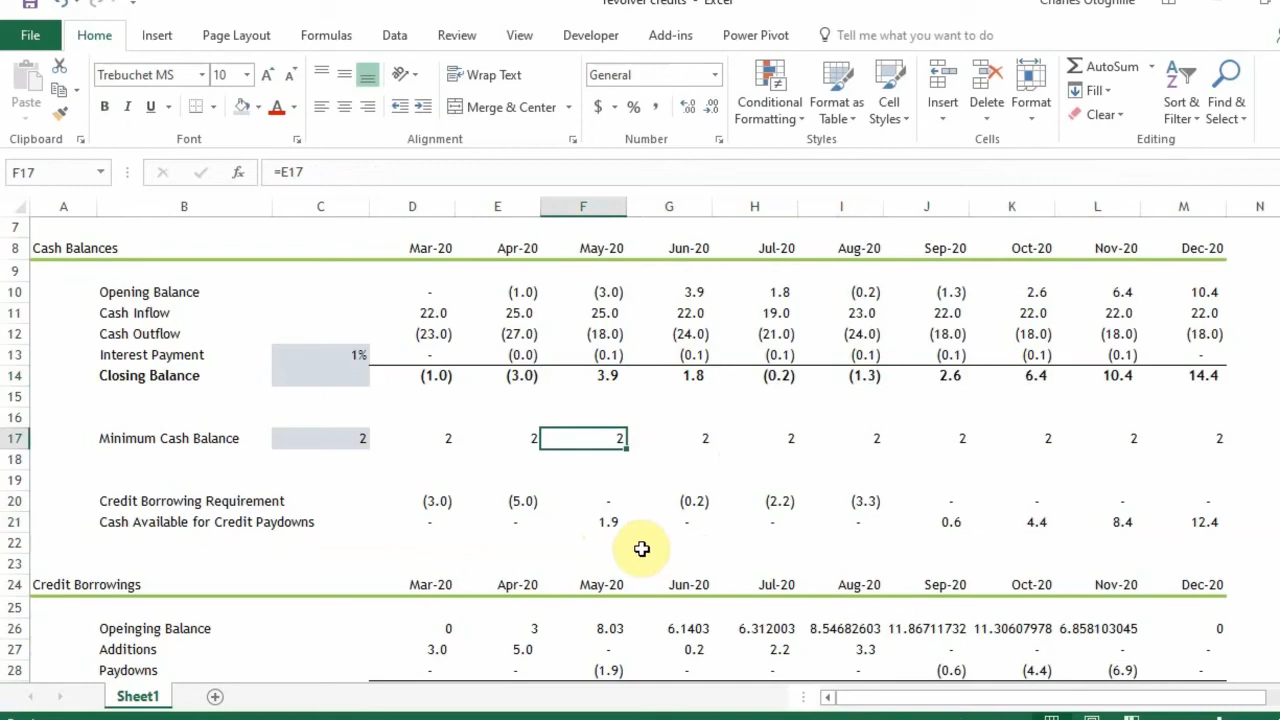 revolver credits - Excel
Charles Otoghile
File Home Insert Page Layout Formulas Data Review View Developer Add-ins Power Pivot Tell me what you want to do
Trebuchet MS 10 Wrap Text General AutoSum
Paste Fill
B I U Merge & Center $ % Conditional Formatting Format as Table Cell Styles Insert Delete Format Clear Sort & Filter Find & Select
Clipboard Font Alignment Number Styles Cells Editing
F17 fx =E17
A B C D E F G H I J K L M N
7
8 Cash Balances Mar-20 Apr-20 May-20 Jun-20 Jul-20 Aug-20 Sep-20 Oct-20 Nov-20 Dec-20
9
10 Opening Balance - (1.0) (3.0) 3.9 1.8 (0.2) (1.3) 2.6 6.4 10.4
11 Cash Inflow 22.0 25.0 25.0 22.0 19.0 23.0 22.0 22.0 22.0 22.0
12 Cash Outflow (23.0) (27.0) (18.0) (24.0) (21.0) (24.0) (18.0) (18.0) (18.0) (18.0)
13 Interest Payment 1% - (0.0) (0.1) (0.1) (0.1) (0.1) (0.1) (0.1) (0.1) -
14 Closing Balance (1.0) (3.0) 3.9 1.8 (0.2) (1.3) 2.6 6.4 10.4 14.4
15
16
17 Minimum Cash Balance 2 2 2 2 2 2 2 2 2 2 2
18
19
20 Credit Borrowing Requirement (3.0) (5.0) - (0.2) (2.2) (3.3) - - - -
21 Cash Available for Credit Paydowns - - 1.9 - - - 0.6 4.4 8.4 12.4
22
23
24 Credit Borrowings Mar-20 Apr-20 May-20 Jun-20 Jul-20 Aug-20 Sep-20 Oct-20 Nov-20 Dec-20
25
26 Opeinging Balance 0 3 8.03 6.1403 6.312003 8.54682603 11.86711732 11.30607978 6.858103045 0
27 Additions 3.0 5.0 - 0.2 2.2 3.3 - - - -
28 Paydowns - - (1.9) - - - (0.6) (4.4) (6.9) -
Sheet1